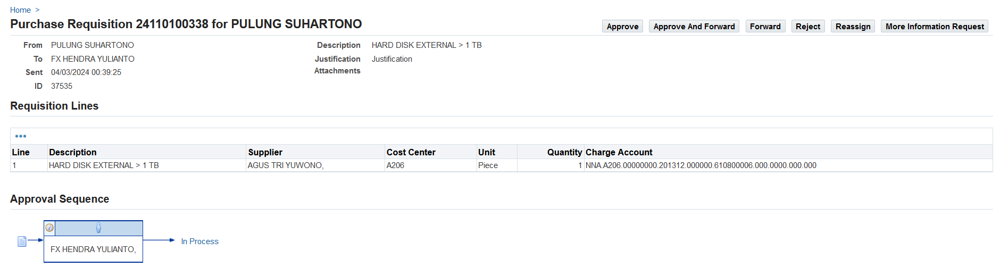 Home >
Purchase Requisition 24110100338 for PULUNG SUHARTONO
Approve Approve And Forward Forward Reject Reassign More Information Request
From PULUNG SUHARTONO Description HARD DISK EXTERNAL > 1 TB
To FX HENDRA YULIANTO Justification Justification
Sent 04/03/2024 00:39:25 Attachments
ID 37535
Requisition Lines
Line Description Supplier Cost Center Unit Quantity Charge Account
1 HARD DISK EXTERNAL > 1 TB AGUS TRI YUWONO, A206 Piece 1 NNA.A206.00000000.201312.000000.610800006.000.0000.000.000
Approval Sequence
FX HENDRA YULIANTO,
In Process